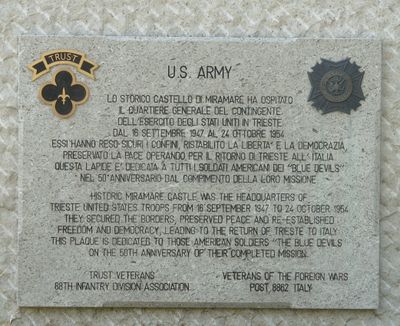 TRUST
U.S. ARMY
LO STORICO CASTELLO DI MIRAMARE HA OSPITATO
IL QUARTIERE GENERALE DEL CONTINGENTE
DELL'ESERCITO DEGLI STATI UNITI IN TRIESTE
DAL 16 SETTEMBRE 1947 AL 24 OTTOBRE 1954
ESSI HANNO RESO SICURI I CONFINI, RISTABILITO LA LIBERTA' E LA DEMOCRAZIA,
PRESERVATO LA PACE OPERANDO PER IL RITORNO DI TRIESTE ALL'ITALIA
QUESTA LAPIDE E' DEDICATA A TUTTI I SOLDATI AMERICANI DEI "BLUE DEVILS"
NEL 50°ANNIVERSARIO DAL COMPIMENTO DELLA LORO MISSIONE
HISTORIC MIRAMARE CASTLE WAS THE HEADQUARTERS OF
TRIESTE UNITED STATES TROOPS FROM 16 SEPTEMBER 1947 TO 24 OCTOBER 1954
THEY SECURED THE BORDERS, PRESERVED PEACE AND RE-ESTABLISHED
FREEDOM AND DEMOCRACY, LEADING TO THE RETURN OF TRIESTE TO ITALY
THIS PLAQUE IS DEDICATED TO THOSE AMERICAN SOLDIERS "THE BLUE DEVILS
ON THE 50TH ANNIVERSARY OF THEIR COMPLETED MISSION.
TRUST VETERANS
88TH INFANTRY DIVISION ASSOCIATION
VETERANS OF THE FOREIGN WARS
POST 8862 ITALY